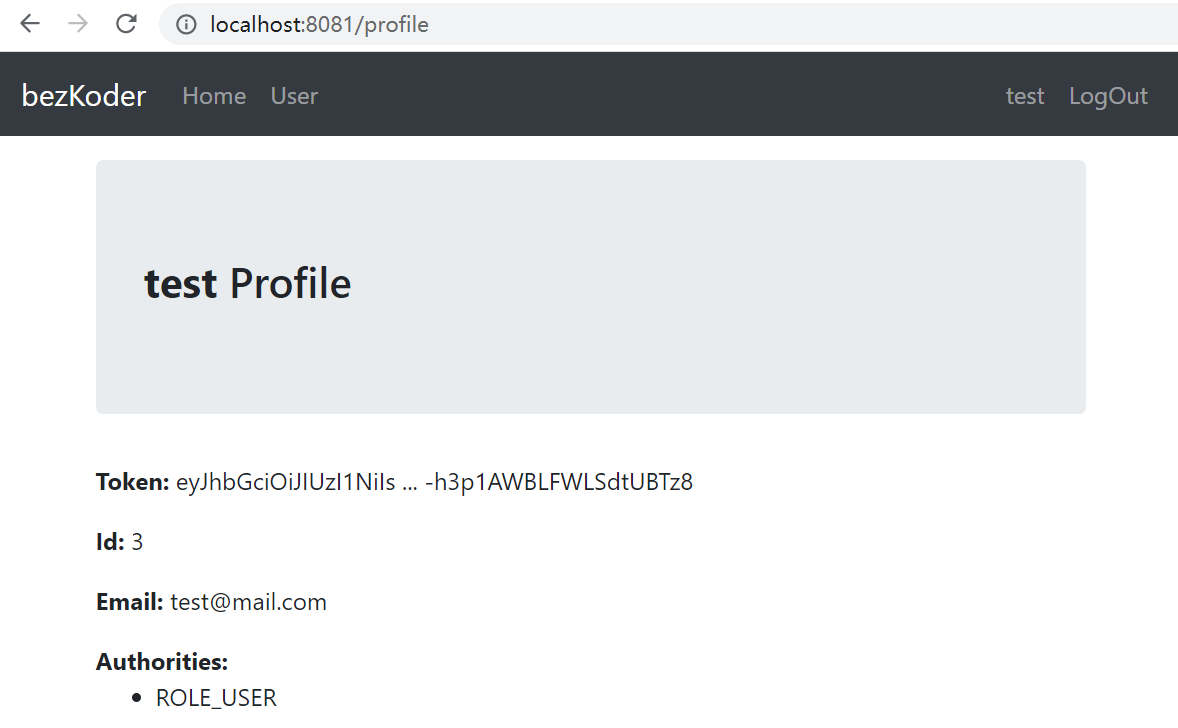 localhost:8081/profile
bezKoder Home User test LogOut
test Profile
Token: eyJhbGciOiJIUzI1NiIs ... -h3p1AWBLFWLSdtUBTz8
Id: 3
Email: test@mail.com
Authorities:
• ROLE_USER